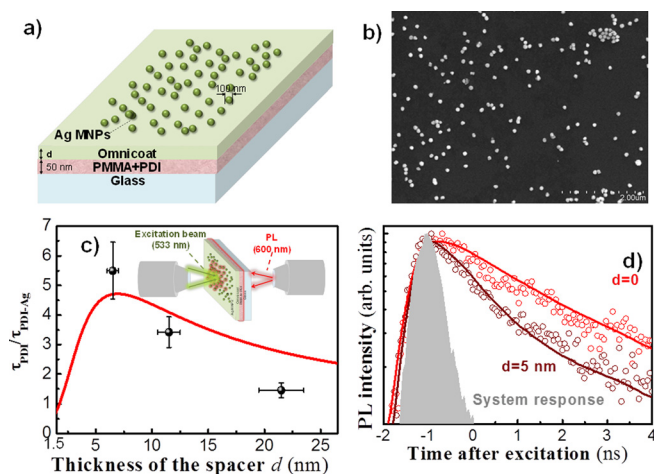 a)
100 nm
Ag MNPs
d
Omnicoat
50 nm
PMMA+PDI
Glass
b)
2.00um
c)
Excitation beam
(533 nm)
PL
(600 nm)
τPDI/τPDI-Ag
7
6
5
4
3
2
1
0
1.5 5 10 15 20 25
Thickness of the spacer d (nm)
d)
d=0
d=5 nm
System response
PL intensity (arb. units)
-2 -1 0 1 2 3 4
Time after excitation (ns)